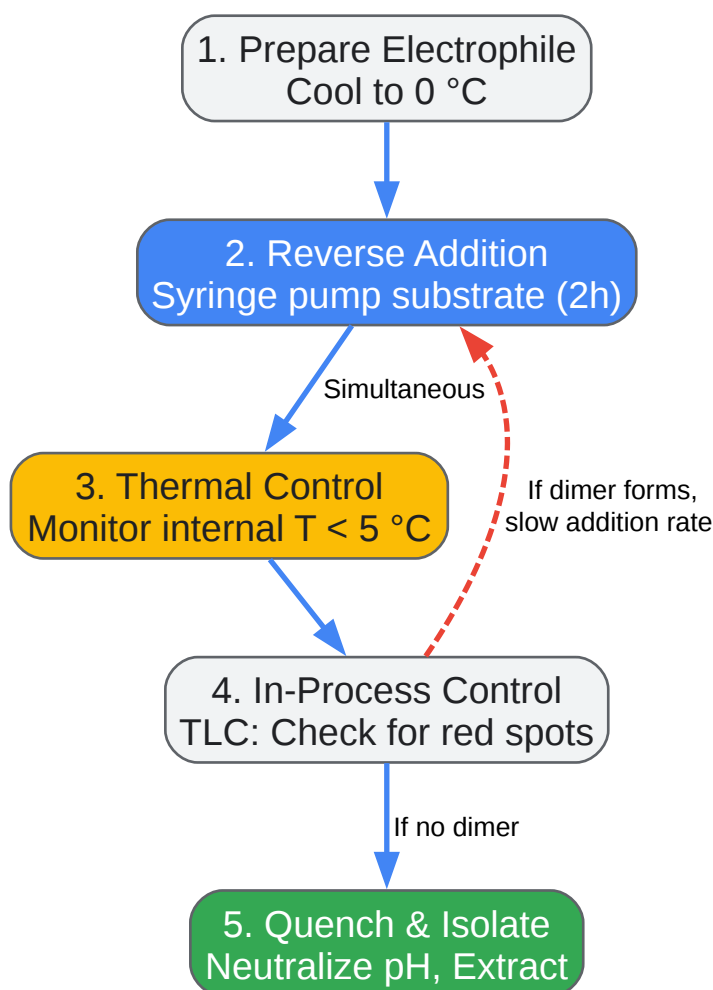 1. Prepare Electrophile
Cool to 0 °C
2. Reverse Addition
Syringe pump substrate (2h)
Simultaneous
3. Thermal Control
Monitor internal T < 5 °C
If dimer forms,
slow addition rate
4. In-Process Control
TLC: Check for red spots
If no dimer
5. Quench & Isolate
Neutralize pH, Extract